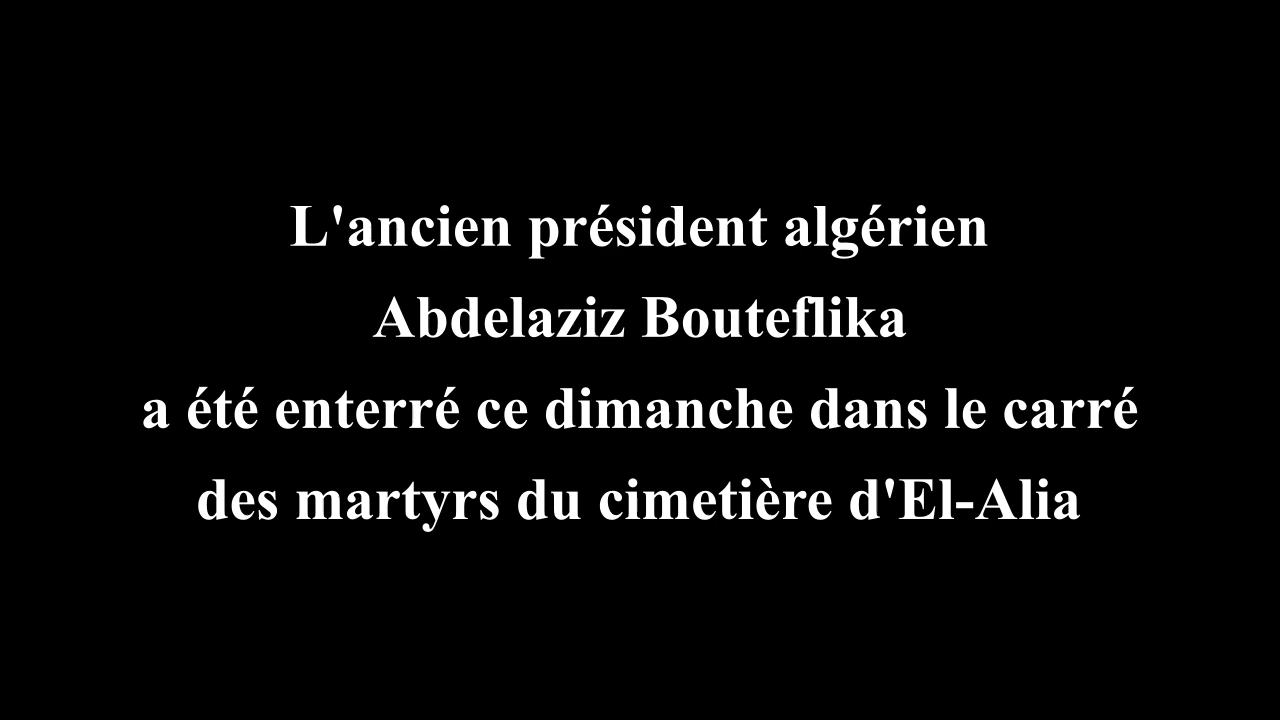 L'ancien président algérien
Abdelaziz Bouteflika
a été enterré ce dimanche dans le carré
des martyrs du cimetière d'El-Alia